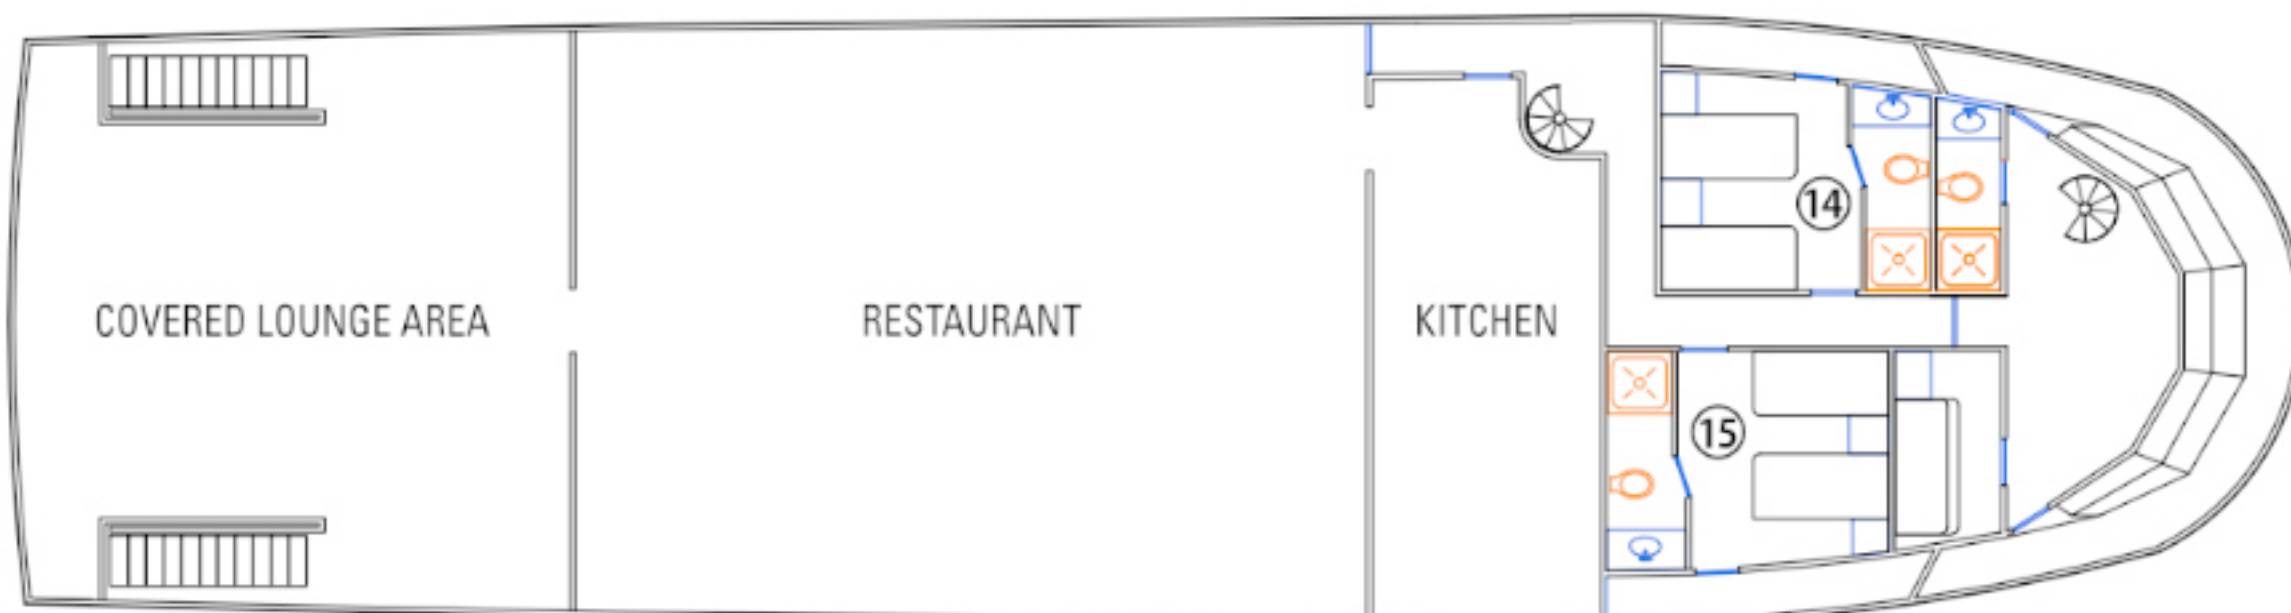 COVERED LOUNGE AREA
RESTAURANT
KITCHEN
14
15